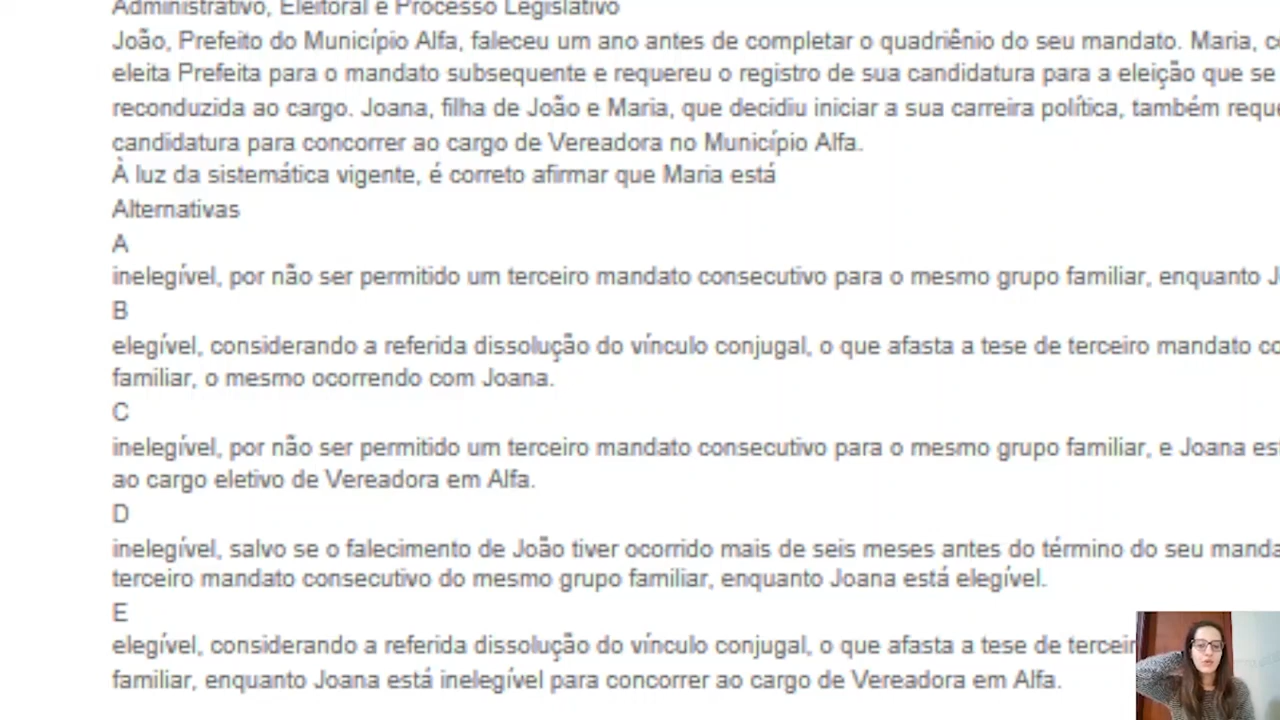 Administrativo, Eleitoral e Processo Legislativo
João, Prefeito do Município Alfa, faleceu um ano antes de completar o quadriênio do seu mandato. Maria,
eleita Prefeita para o mandato subsequente e requereu o registro de sua candidatura para a eleição que se
reconduzida ao cargo. Joana, filha de João e Maria, que decidiu iniciar a sua carreira política, também
candidatura para concorrer ao cargo de Vereadora no Município Alfa.
À luz da sistemática vigente, é correto afirmar que Maria está
Alternativas
A
inelegível, por não ser permitido um terceiro mandato consecutivo para o mesmo grupo familiar, enquanto
B
elegível, considerando a referida dissolução do vínculo conjugal, o que afasta a tese de terceiro mandato
familiar, o mesmo ocorrendo com Joana.
C
inelegível, por não ser permitido um terceiro mandato consecutivo para o mesmo grupo familiar, e Joana
ao cargo eletivo de Vereadora em Alfa.
D
inelegível, salvo se o falecimento de João tiver ocorrido mais de seis meses antes do término do seu
terceiro mandato consecutivo do mesmo grupo familiar, enquanto Joana está elegível.
E
elegível, considerando a referida dissolução do vínculo conjugal, o que afasta a tese de
familiar, enquanto Joana está inelegível para concorrer ao cargo de Vereadora em Alfa.